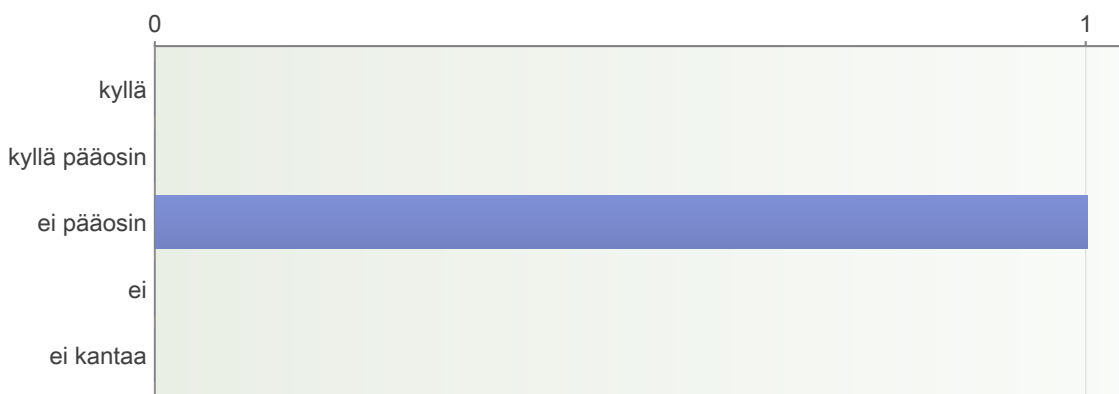 0 1
kyllä
kyllä pääosin
ei pääosin
ei
ei kantaa